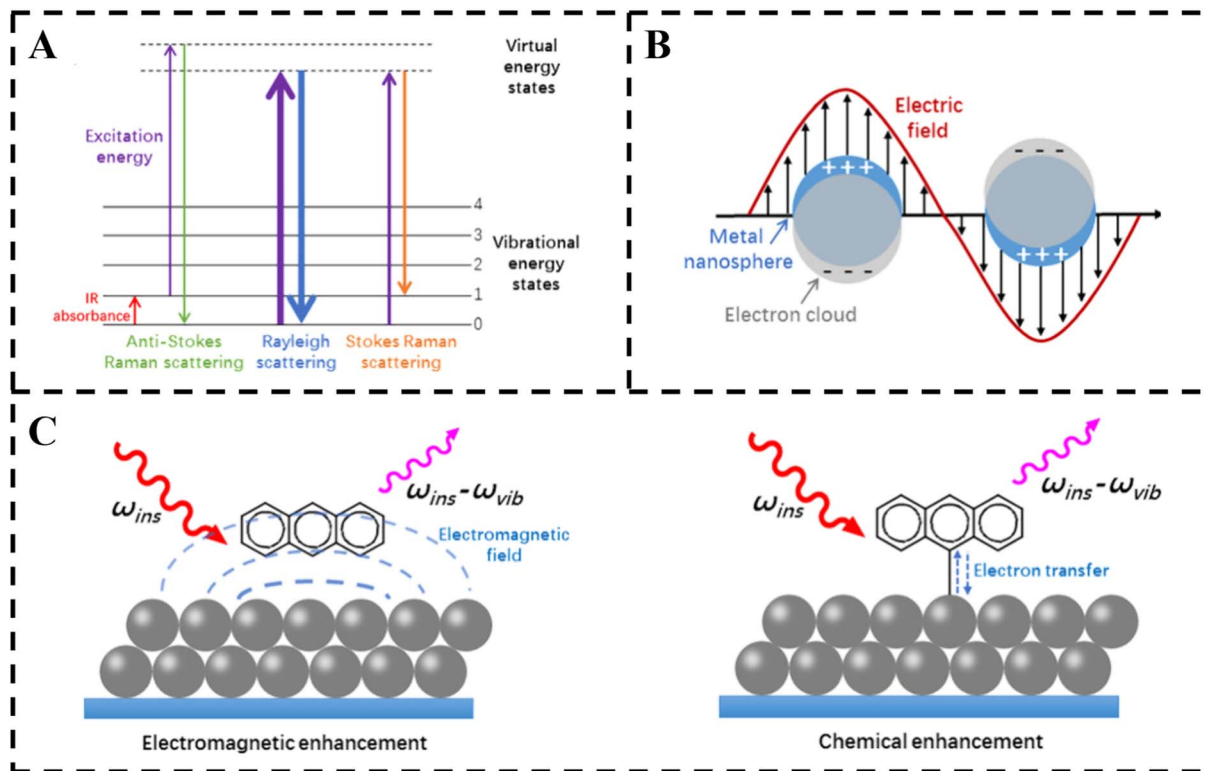 A
Virtual
energy
states
Excitation
energy
4
3
2
1
0
Vibrational
energy
states
IR
absorbance
Anti-Stokes
Raman scattering
Rayleigh
scattering
Stokes Raman
scattering
B
Electric
field
+++
- - -
Metal
nanosphere
Electron cloud
- - -
+++
C
ωins
ωins-ωvib
Electromagnetic
field
Electromagnetic enhancement
ωins
ωins-ωvib
Electron transfer
Chemical enhancement